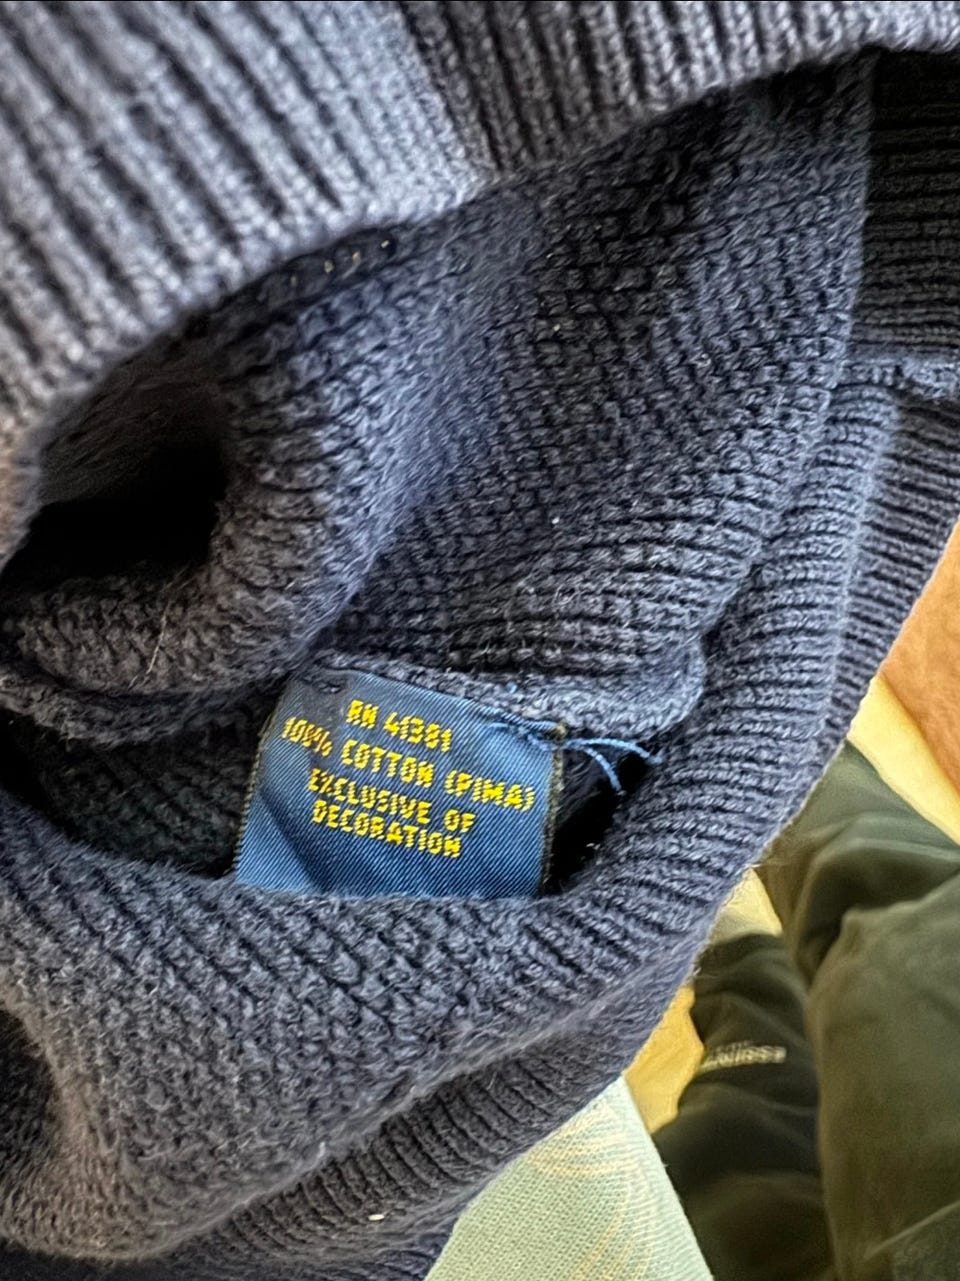 RN 41381
100% COTTON (PIMA)
EXCLUSIVE OF
DECORATION